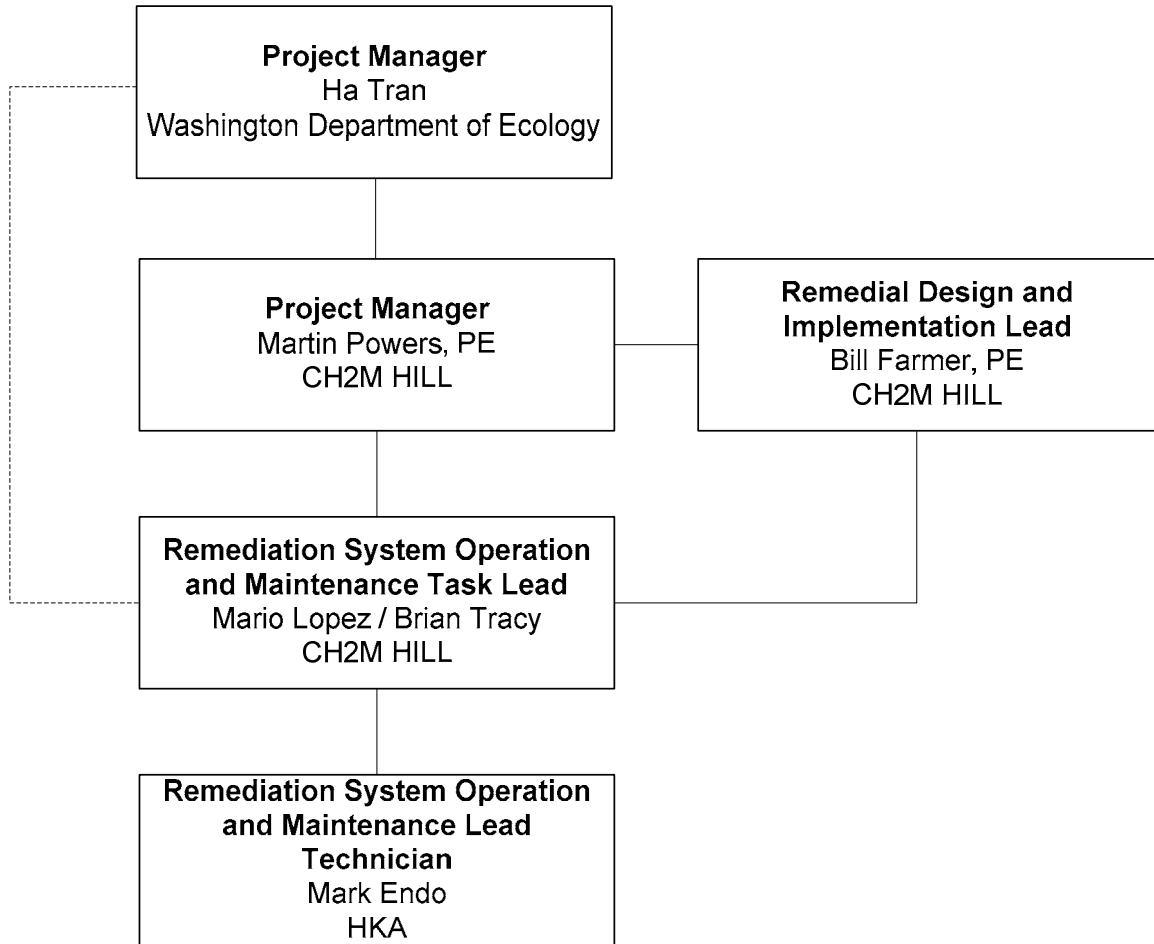 Project Manager
Ha Tran
Washington Department of Ecology
Project Manager
Martin Powers, PE
CH2M HILL
Remedial Design and
Implementation Lead
Bill Farmer, PE
CH2M HILL
Remediation System Operation
and Maintenance Task Lead
Mario Lopez / Brian Tracy
CH2M HILL
Remediation System Operation
and Maintenance Lead
Technician
Mark Endo
HKA